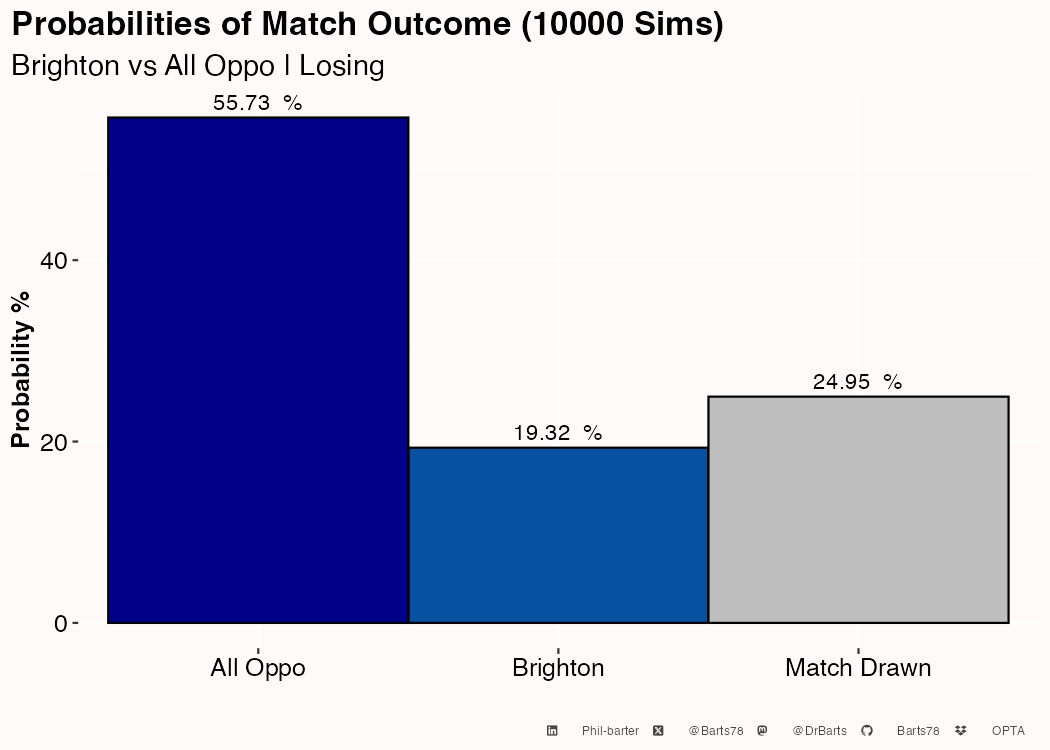 Probabilities of Match Outcome (10000 Sims)
Brighton vs All Oppo | Losing
55.73 %
24.95 %
19.32 %
Probability %
40
20
0
All Oppo Brighton Match Drawn
Phil-barter @Barts78 @DrBarts Barts78 OPTA